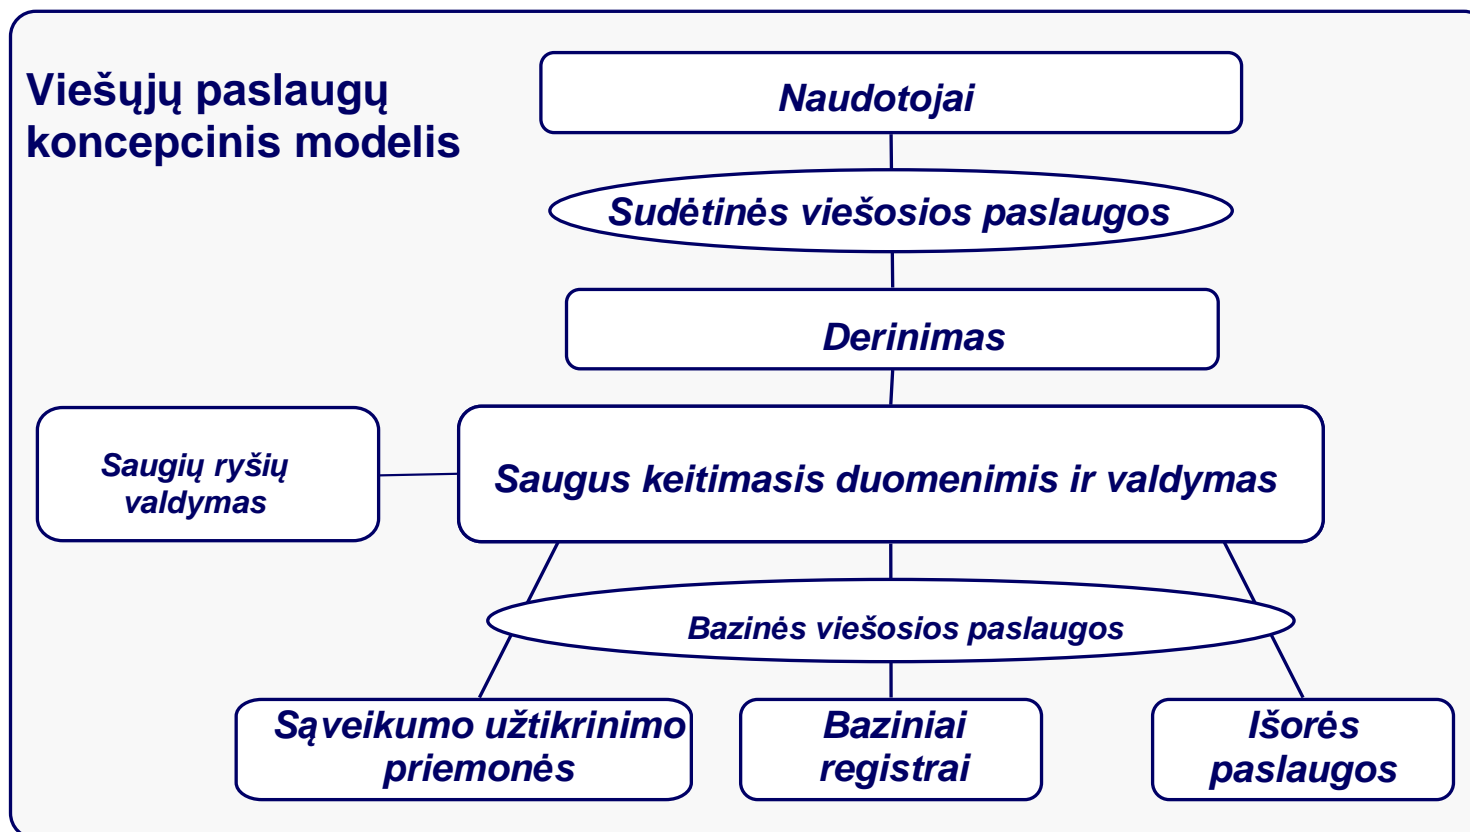 Viešųjų paslaugų
koncepcinis modelis
Naudotojai
Sudėtinės viešosios paslaugos
Derinimas
Saugių ryšių
valdymas
Saugus keitimasis duomenimis ir valdymas
Bazinės viešosios paslaugos
Sąveikumo užtikrinimo
priemonės
Baziniai
registrai
Išorės
paslaugos